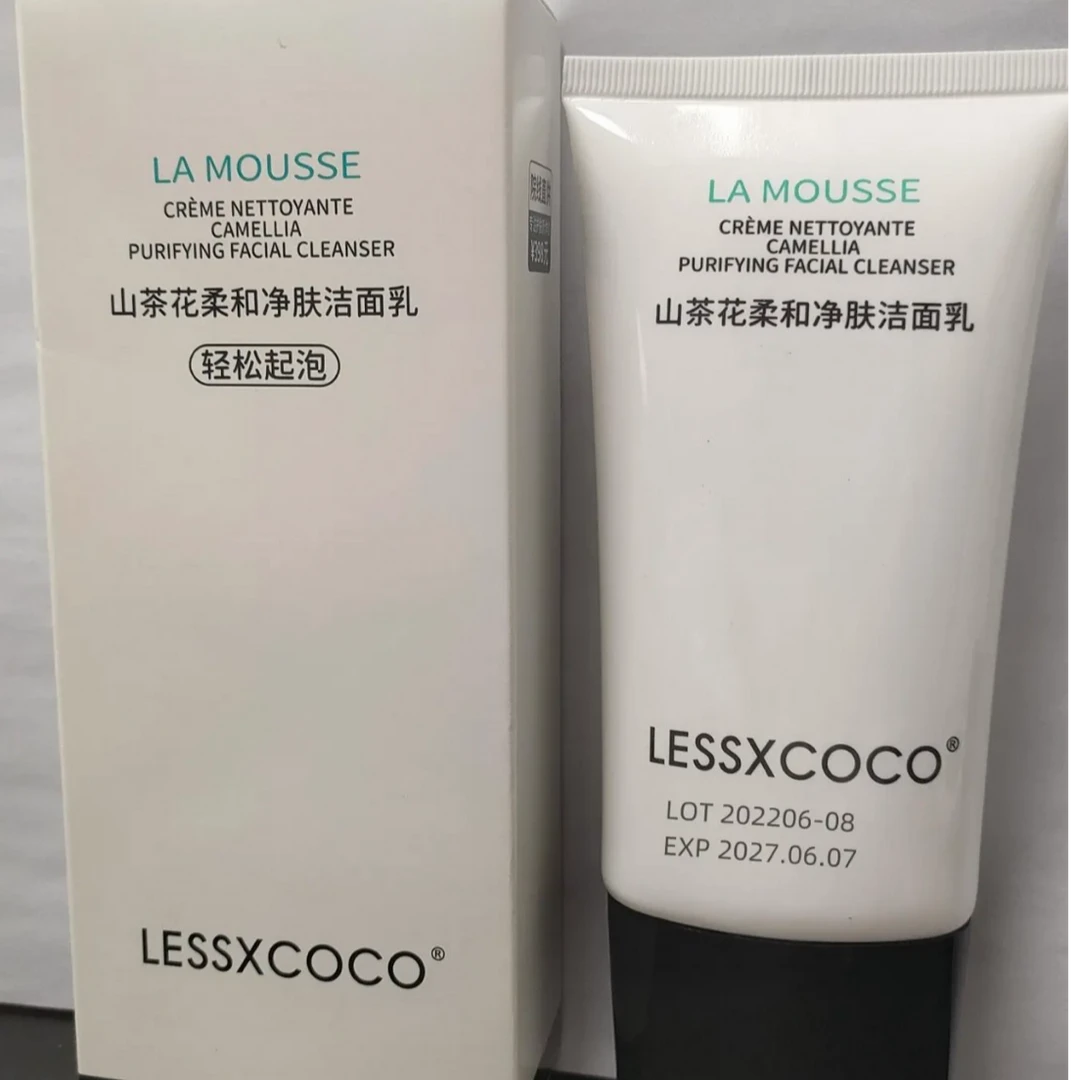 LA MOUSSE
CRÈME NETTOYANTE
CAMELLIA
PURIFYING FACIAL CLEANSER
山茶花柔和净肤洁面乳
轻松起泡
LESSXCOCO®
LA MOUSSE
CRÈME NETTOYANTE
CAMELLIA
PURIFYING FACIAL CLEANSER
山茶花柔和净肤洁面乳
LESSXCOCO®
LOT 202206-08
EXP 2027.06.07